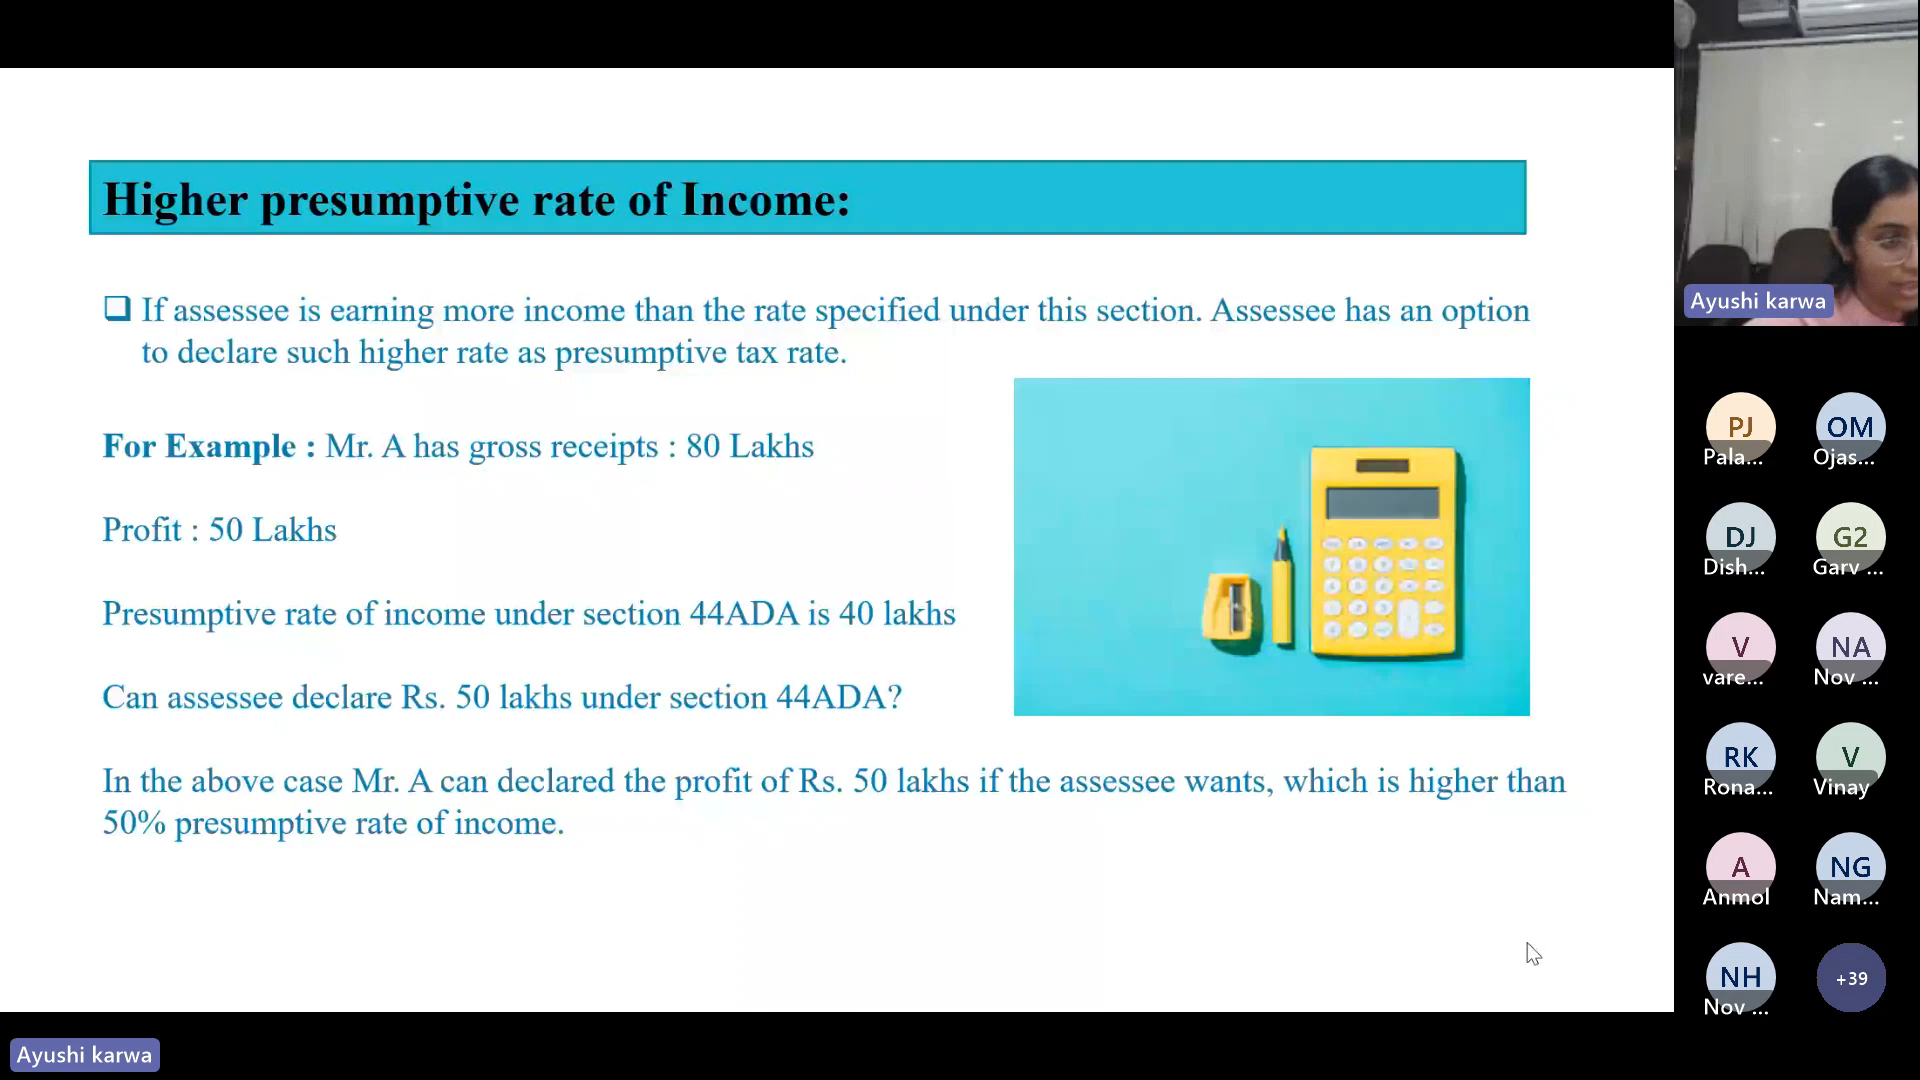 Higher presumptive rate of Income:
❑ If assessee is earning more income than the rate specified under this section. Assessee has an option
to declare such higher rate as presumptive tax rate.
For Example : Mr. A has gross receipts : 80 Lakhs
Profit : 50 Lakhs
Presumptive rate of income under section 44ADA is 40 lakhs
Can assessee declare Rs. 50 lakhs under section 44ADA?
In the above case Mr. A can declared the profit of Rs. 50 lakhs if the assessee wants, which is higher than
50% presumptive rate of income.
Ayushi karwa
PJ
Pala...
OM
Ojas...
DJ
Dish...
G2
Garv ...
V
vare...
NA
Nov ...
RK
Rona...
V
Vinay
A
Anmol
NG
Nam...
NH
Nov ...
+39
Ayushi karwa